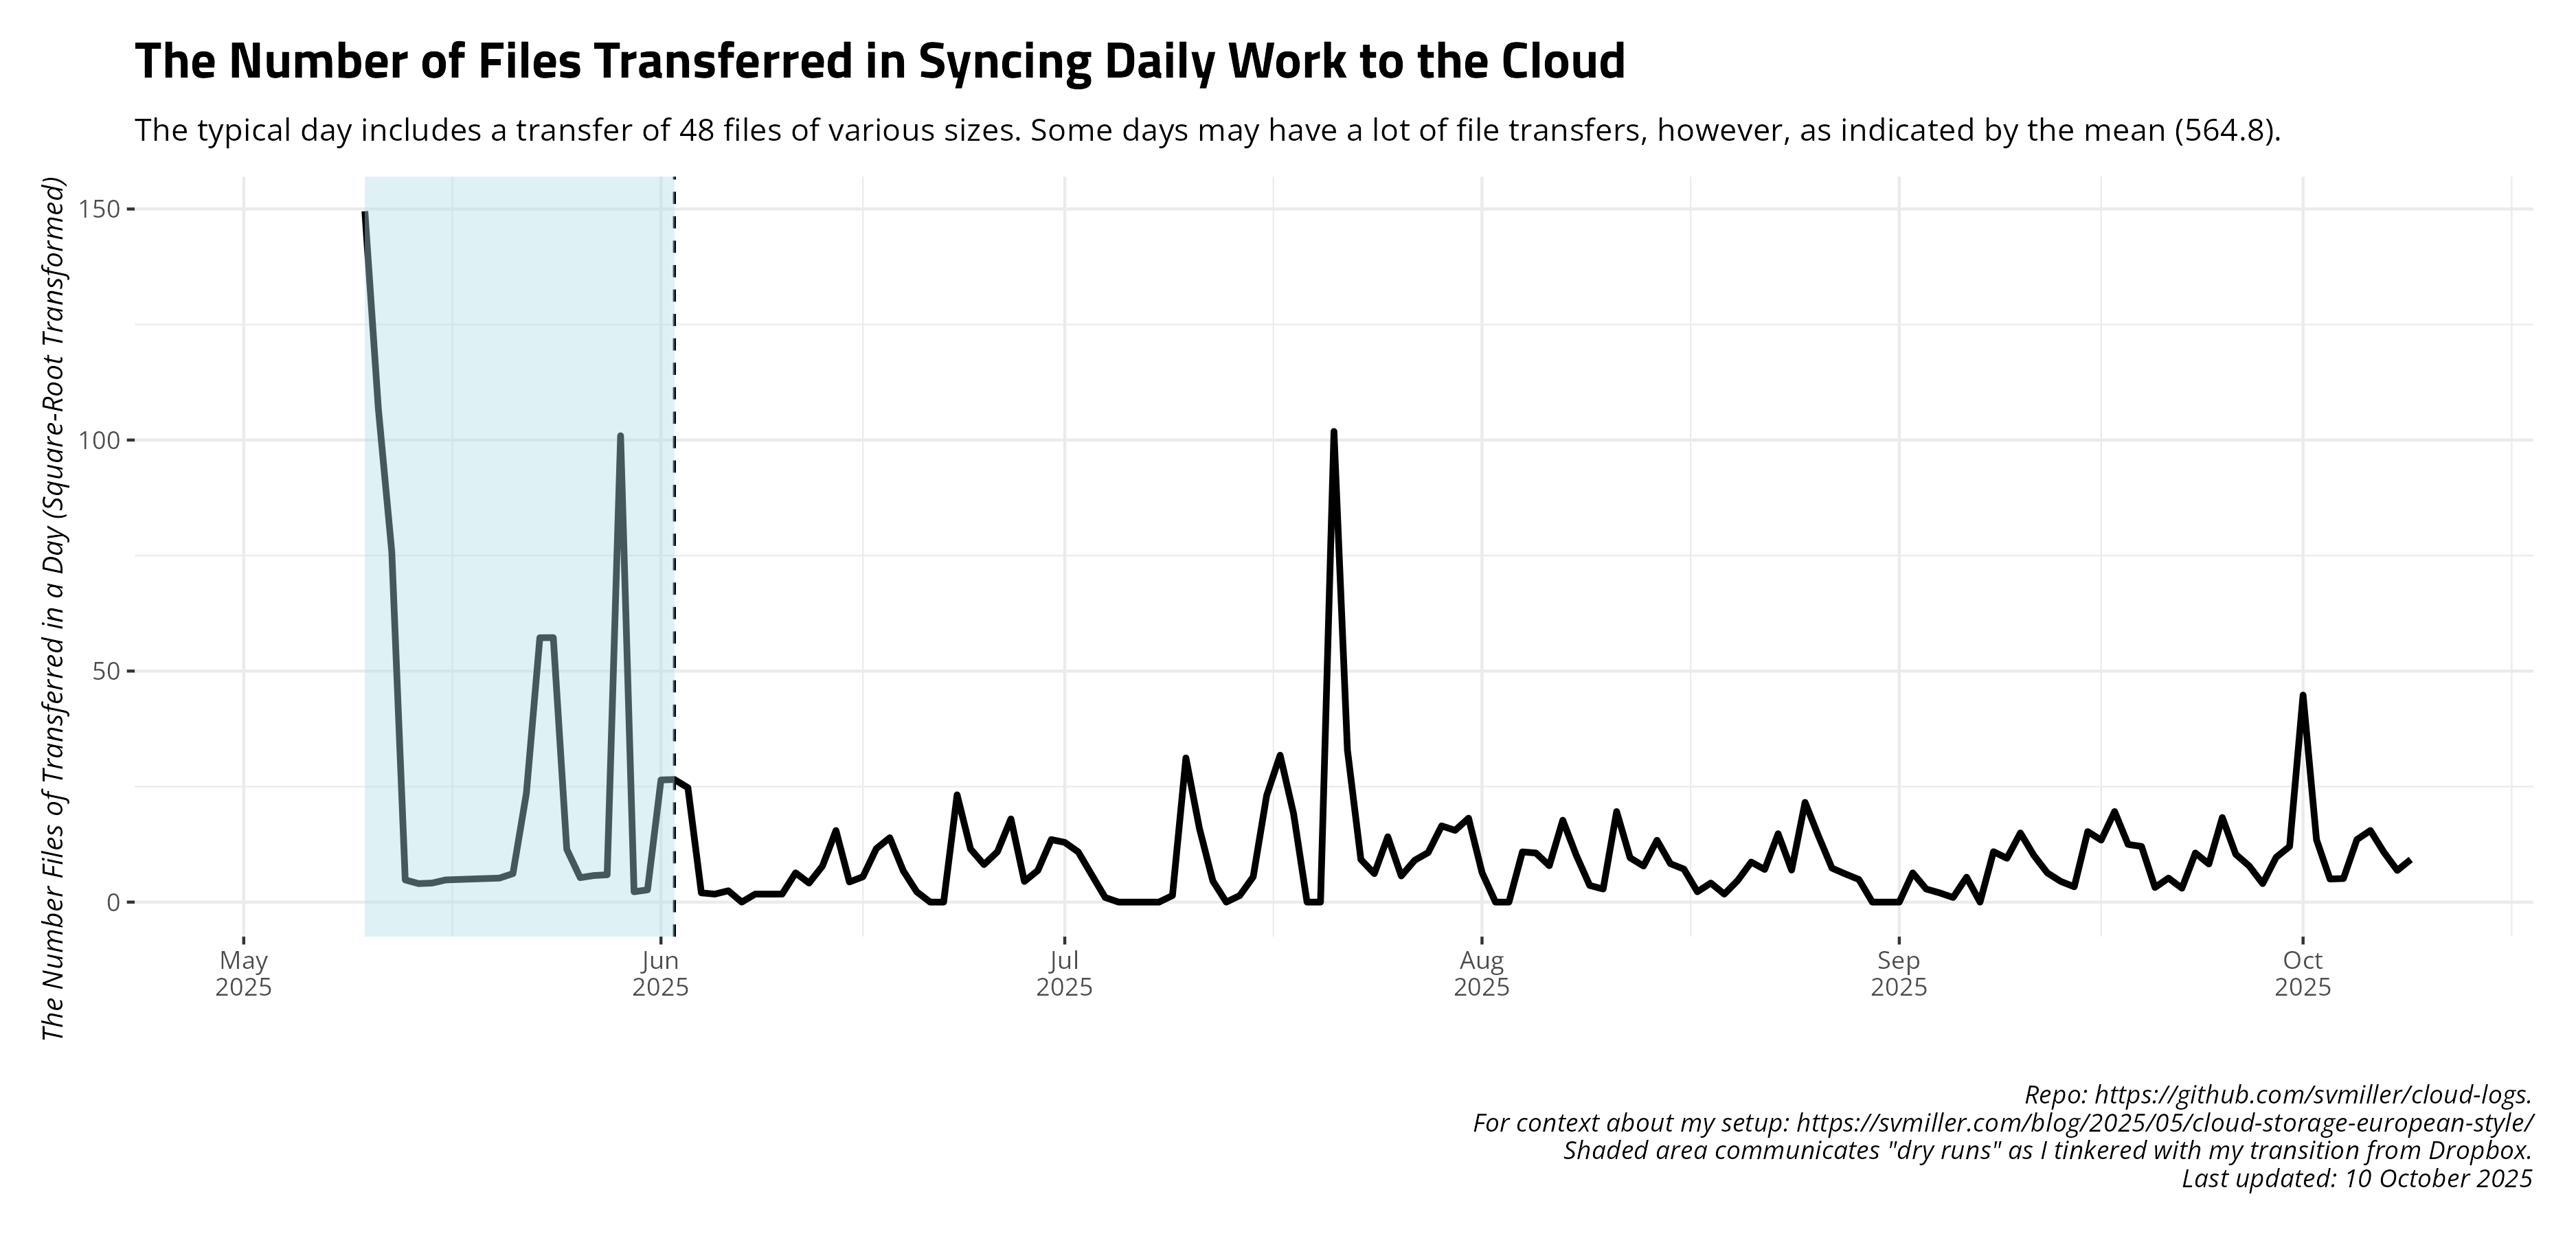 The Number of Files Transferred in Syncing Daily Work to the Cloud
The typical day includes a transfer of 48 files of various sizes. Some days may have a lot of file transfers, however, as indicated by the mean (564.8).
The Number Files of Transferred in a Day (Square-Root Transformed)
150
100
50
0
May
2025
Jun
2025
Jul
2025
Aug
2025
Sep
2025
Oct
2025
Repo: https://github.com/svmiller/cloud-logs.
For context about my setup: https://svmiller.com/blog/2025/05/cloud-storage-european-style/
Shaded area communicates "dry runs" as I tinkered with my transition from Dropbox.
Last updated: 10 October 2025